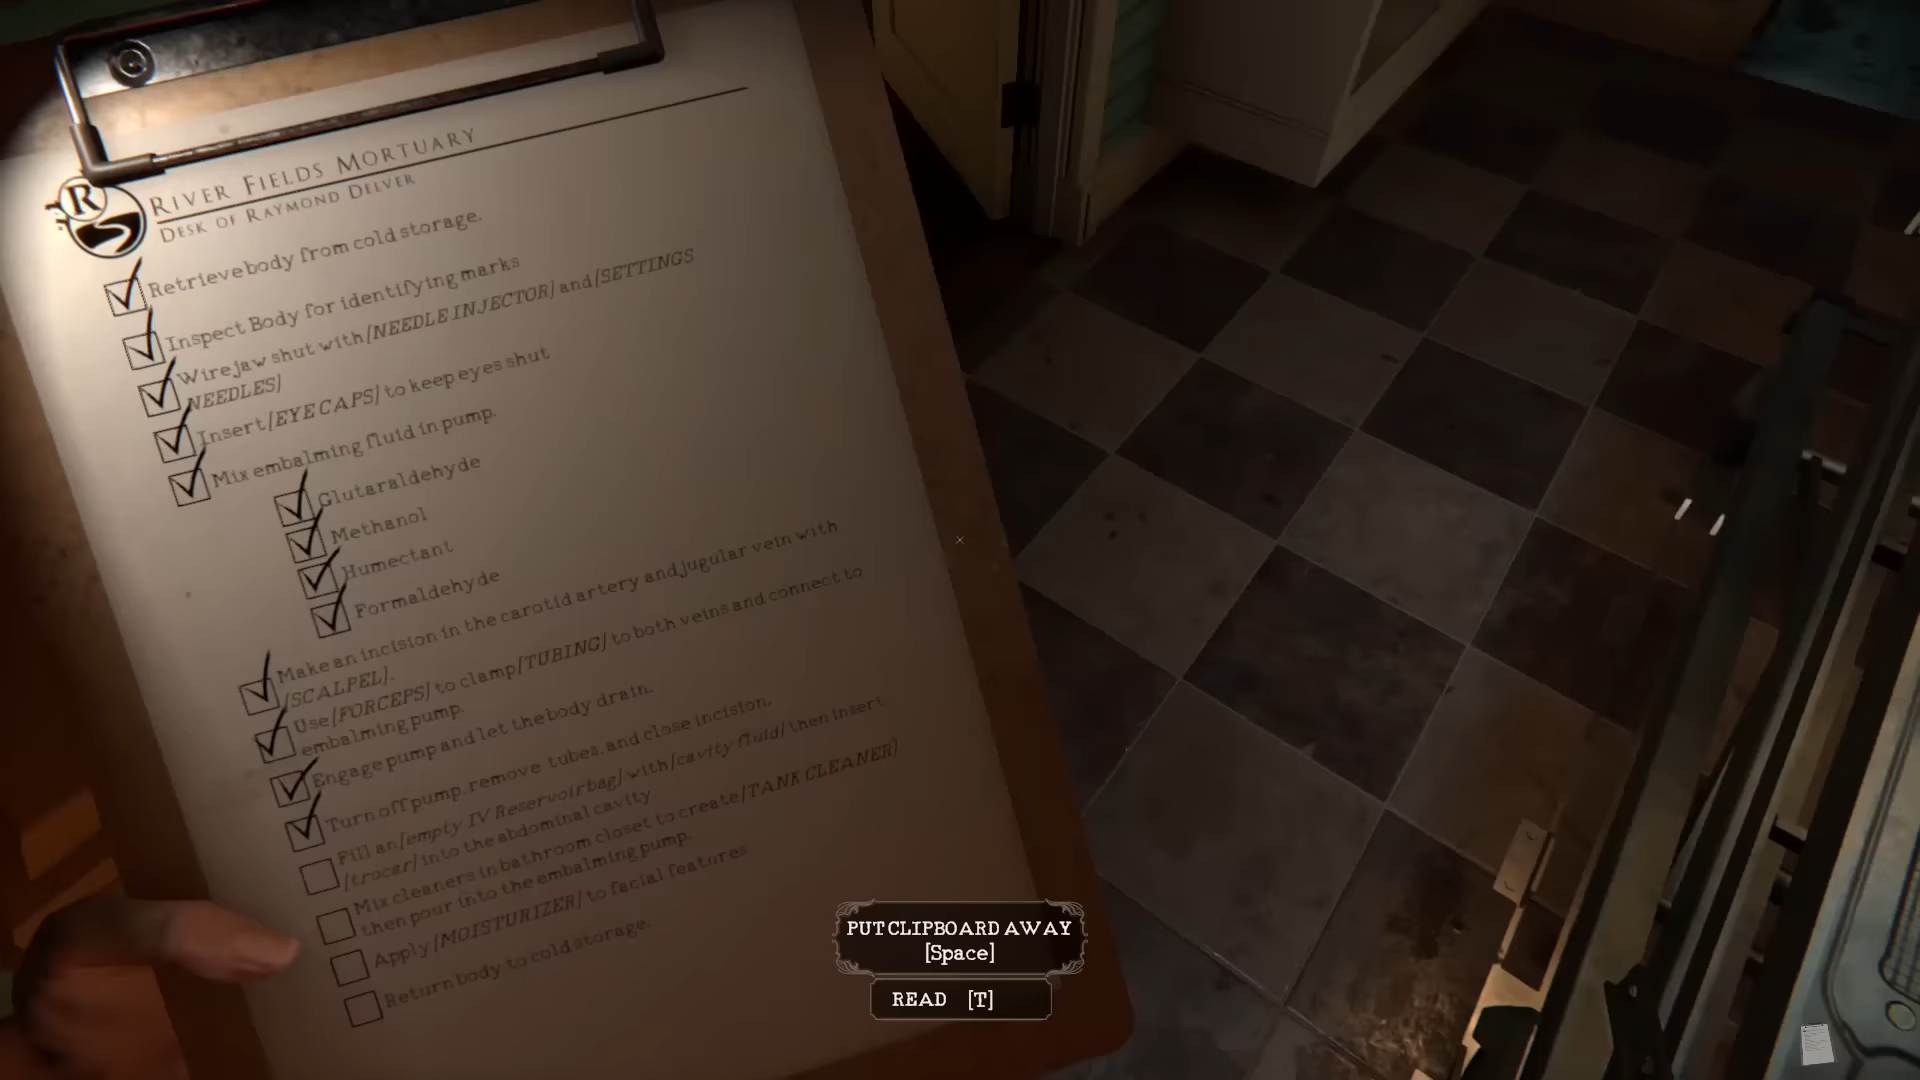 R
RIVER FIELDS MORTUARY
DESK OF RAYMOND DELVER
Retrieve body from cold storage.
Inspect Body for identifying marks
Wire jaw shut with [NEEDLE INJECTOR] and [SETTINGS
NEEDLES]
Insert [EYE CAPS] to keep eyes shut
Mix embalming fluid in pump.
Glutaraldehyde
Methanol
Humectant
Formaldehyde
Make an incision in the carotid artery and jugular vein with
[SCALPEL].
Use [FORCEPS] to clamp [TUBING] to both veins and connect to
embalming pump.
Engage pump and let the body drain.
Turn off pump, remove tubes, and close incision.
Fill an [empty IV Reservoir bag] with [cavity fluid] then insert
[trocar] into the abdominal cavity.
Mix cleaners in bathroom closet to create [TANK CLEANER]
then pour into the embalming pump.
Apply [MOISTURIZER] to facial features
Return body to cold storage.
PUT CLIPBOARD AWAY
[Space]
READ [T]